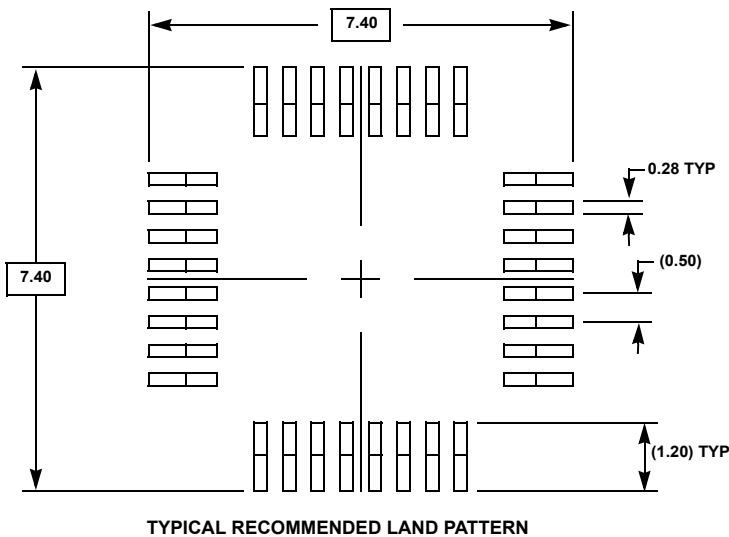 7.40
0.28 TYP
(0.50)
7.40
(1.20) TYP
TYPICAL RECOMMENDED LAND PATTERN